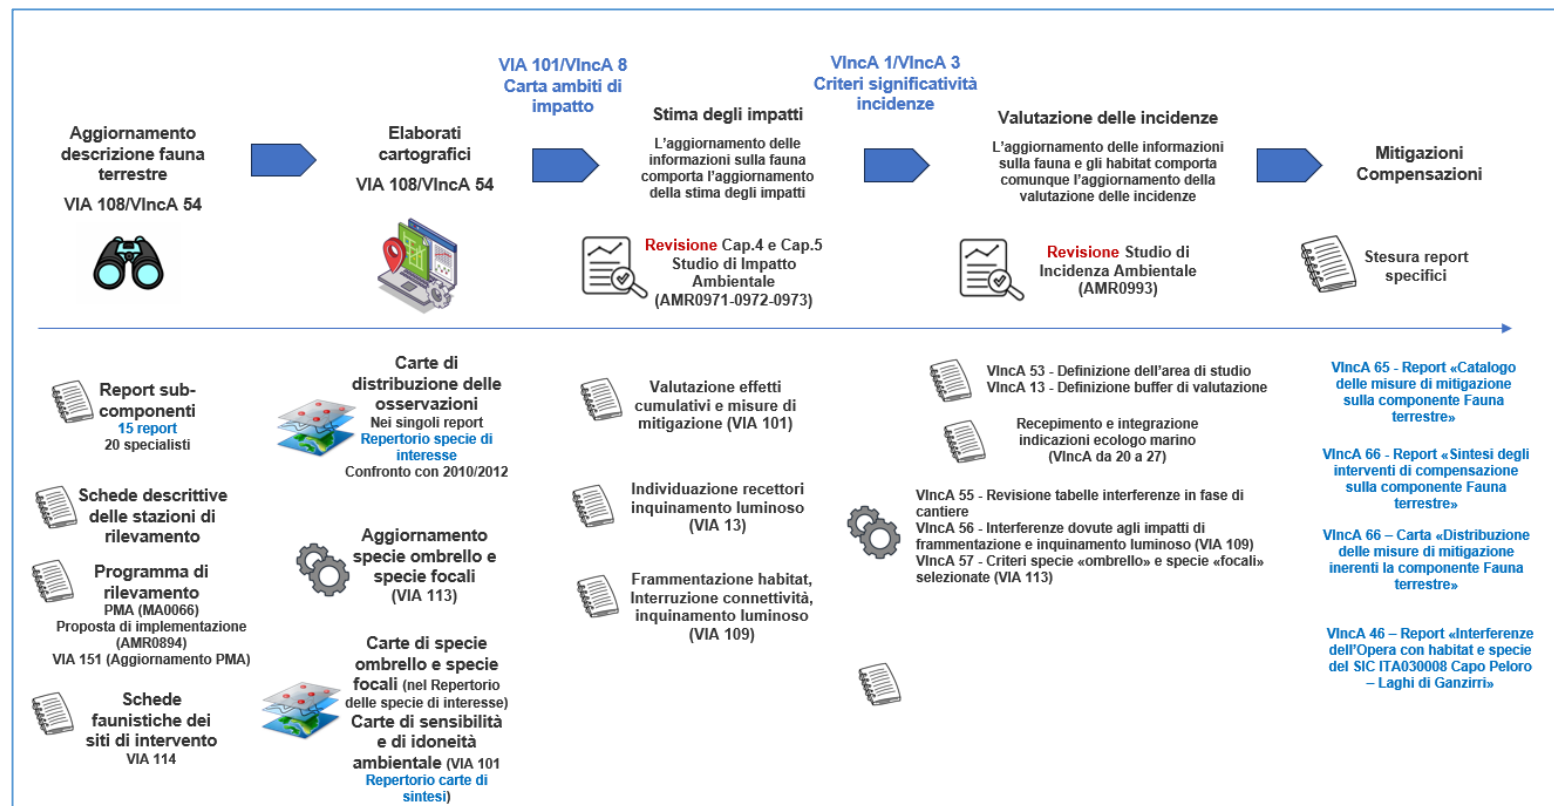 Aggiornamento
descrizione fauna
terrestre
VIA 108/VIncA 54
Elaborati
cartografici
VIA 108/VIncA 54
VIA 101/VIncA 8
Carta ambiti di
impatto
Stima degli impatti
L'aggiornamento delle
informazioni sulla fauna
comporta l'aggiornamento
della stima degli impatti
Revisione Cap.4 e Cap.5
Studio di Impatto
Ambientale
(AMR0971-0972-0973)
VIncA 1/VIncA 3
Criteri significatività
incidenze
Valutazione delle incidenze
L'aggiornamento delle informazioni
sulla fauna e gli habitat comporta
comunque l'aggiornamento della
valutazione delle incidenze
Revisione Studio di
Incidenza Ambientale
(AMR0993)
Mitigazioni
Compensazioni
Stesura report
specifici
Report sub-
componenti
15 report
20 specialisti
Schede descrittive
delle stazioni di
rilevamento
Programma di
rilevamento
PMA (MA0066)
Proposta di implementazione
(AMR0894)
VIA 151 (Aggiornamento PMA)
Schede
faunistiche dei
siti di intervento
VIA 114
Carte di
distribuzione delle
osservazioni
Nei singoli report
Repertorio specie di
interesse
Confronto con 2010/2012
Aggiornamento
specie ombrello e
specie focali
(VIA 113)
Carte di specie
ombrello e specie
focali (nel Repertorio
delle specie di interesse)
Carte di sensibilità
e di idoneità
ambientale (VIA 101
Repertorio carte di
sintesi)
Valutazione effetti
cumulativi e misure di
mitigazione (VIA 101)
Individuazione recettori
inquinamento luminoso
(VIA 13)
Frammentazione habitat,
Interruzione connettività,
inquinamento luminoso
(VIA 109)
VIncA 53 - Definizione dell'area di studio
VIncA 13 - Definizione buffer di valutazione
Recepimento e integrazione
indicazioni ecologo marino
(VIncA da 20 a 27)
VIncA 55 - Revisione tabelle interferenze in fase di
cantiere
VIncA 56 - Interferenze dovute agli impatti di
frammentazione e inquinamento luminoso (VIA 109)
VIncA 57 - Criteri specie «ombrello» e specie «focali»
selezionate (VIA 113)
VIncA 65 - Report «Catalogo
delle misure di mitigazione
sulla componente Fauna
terrestre»
VIncA 66 - Report «Sintesi degli
interventi di compensazione
sulla componente Fauna
terrestre»
VIncA 66 – Carta «Distribuzione
delle misure di mitigazione
inerenti la componente Fauna
terrestre»
VIncA 46 – Report «Interferenze
dell'Opera con habitat e specie
del SIC ITA030008 Capo Peloro
– Laghi di Ganzirri»